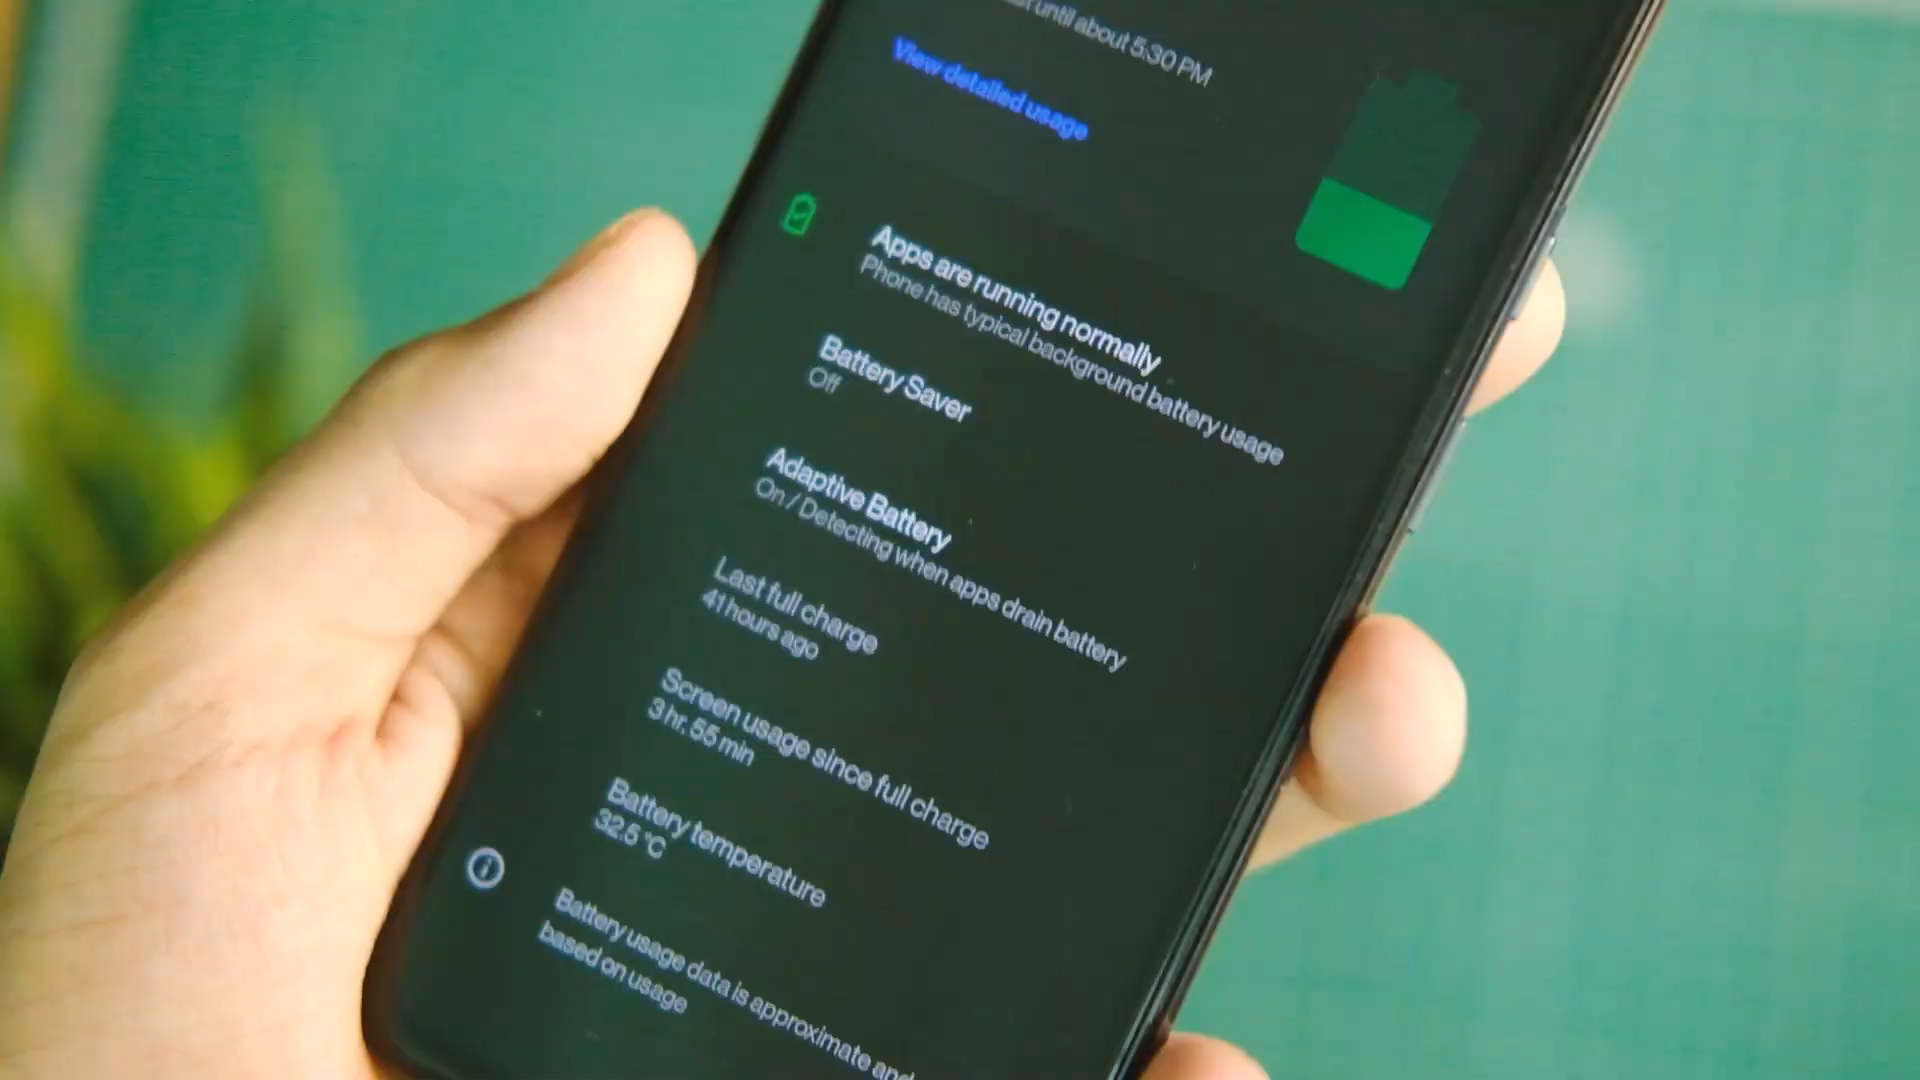 until about 5:30 PM
View detailed usage
Apps are running normally
Phone has typical background battery usage
Battery Saver
Off
Adaptive Battery
On / Detecting when apps drain battery
Last full charge
41 hours ago
Screen usage since full charge
3 hr, 55 min
Battery temperature
32.5 °C
Battery usage data is approximate and
based on usage